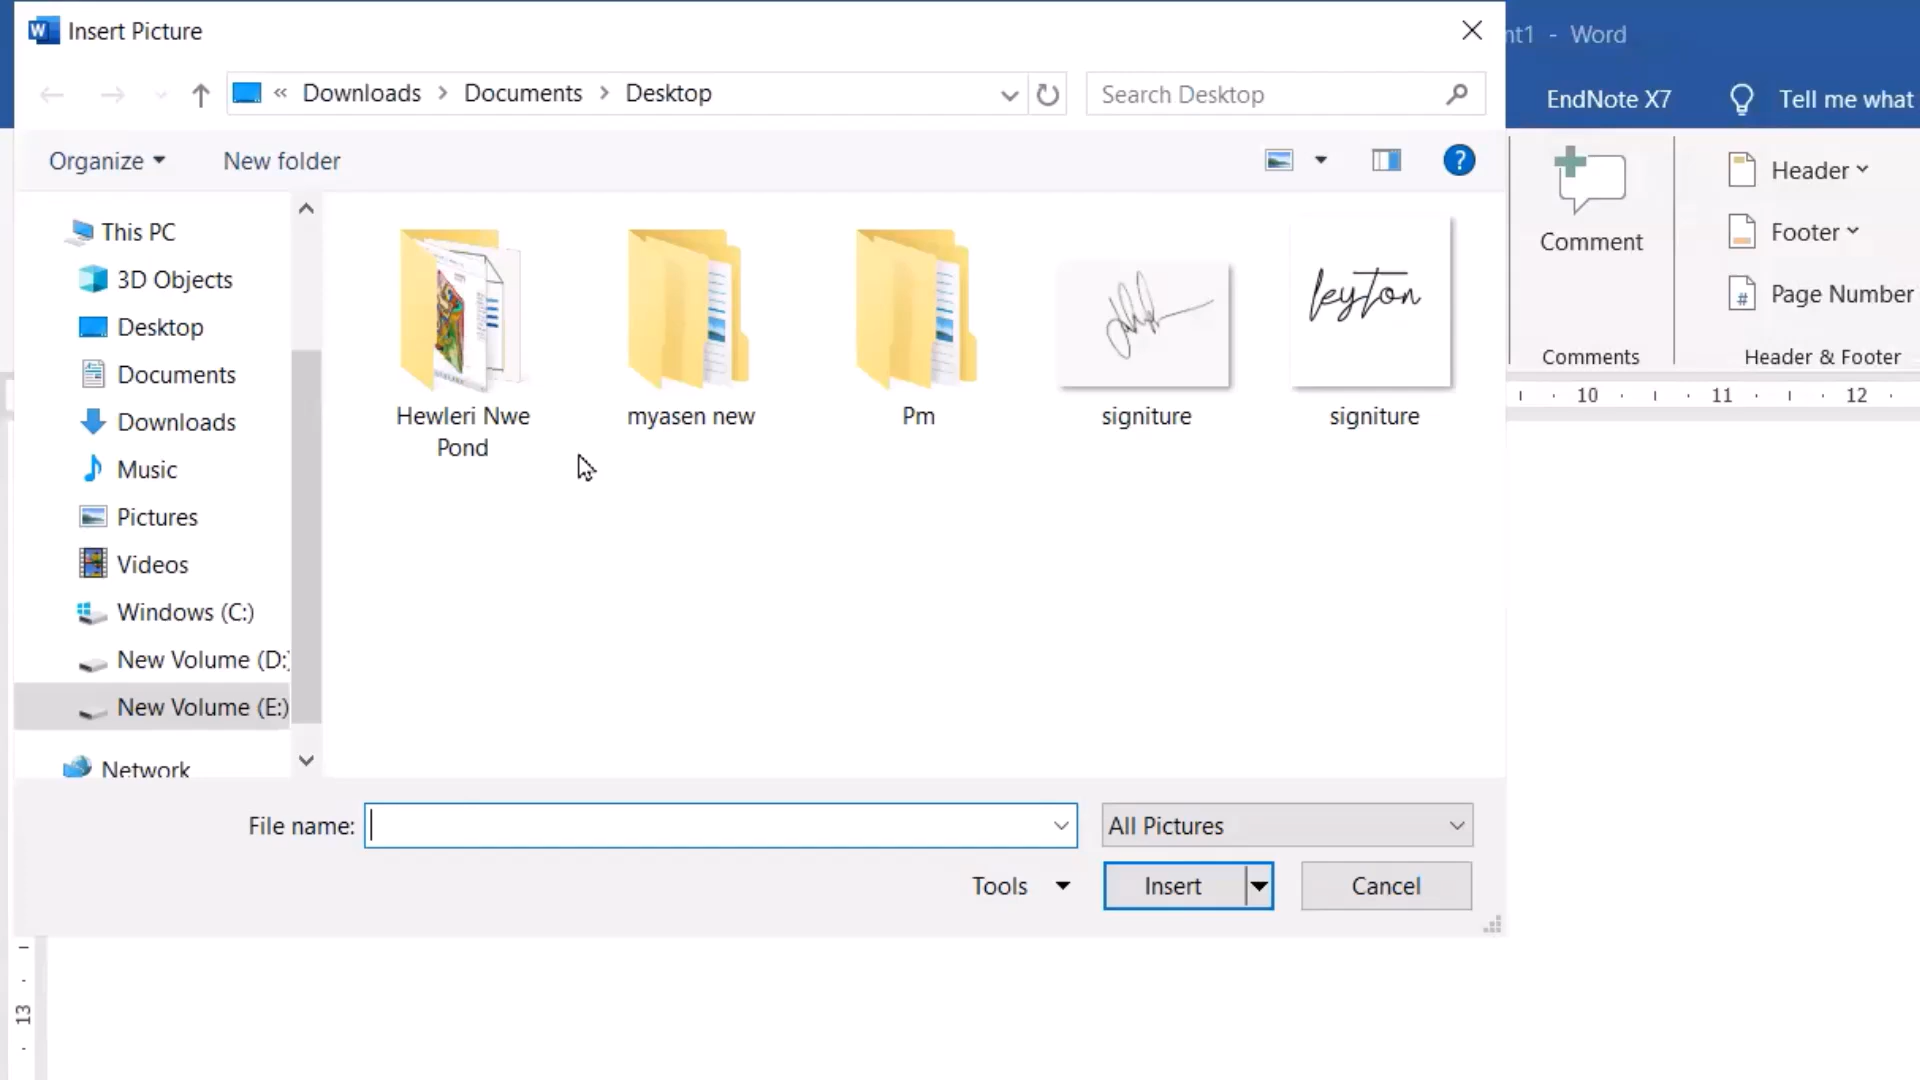 Insert Picture
nt1 - Word
« Downloads > Documents > Desktop
Search Desktop
EndNote X7
Tell me what
Organize
New folder
?
This PC
3D Objects
Desktop
Documents
Downloads
Music
Pictures
Videos
Windows (C:)
New Volume (D:)
New Volume (E:)
Network
Hewleri Nwe
Pond
myasen new
Pm
signiture
leyton
signiture
Comment
Comments
Header
Footer
# Page Number
Header & Footer
10 11 12
File name:
All Pictures
Tools
Insert
Cancel
13